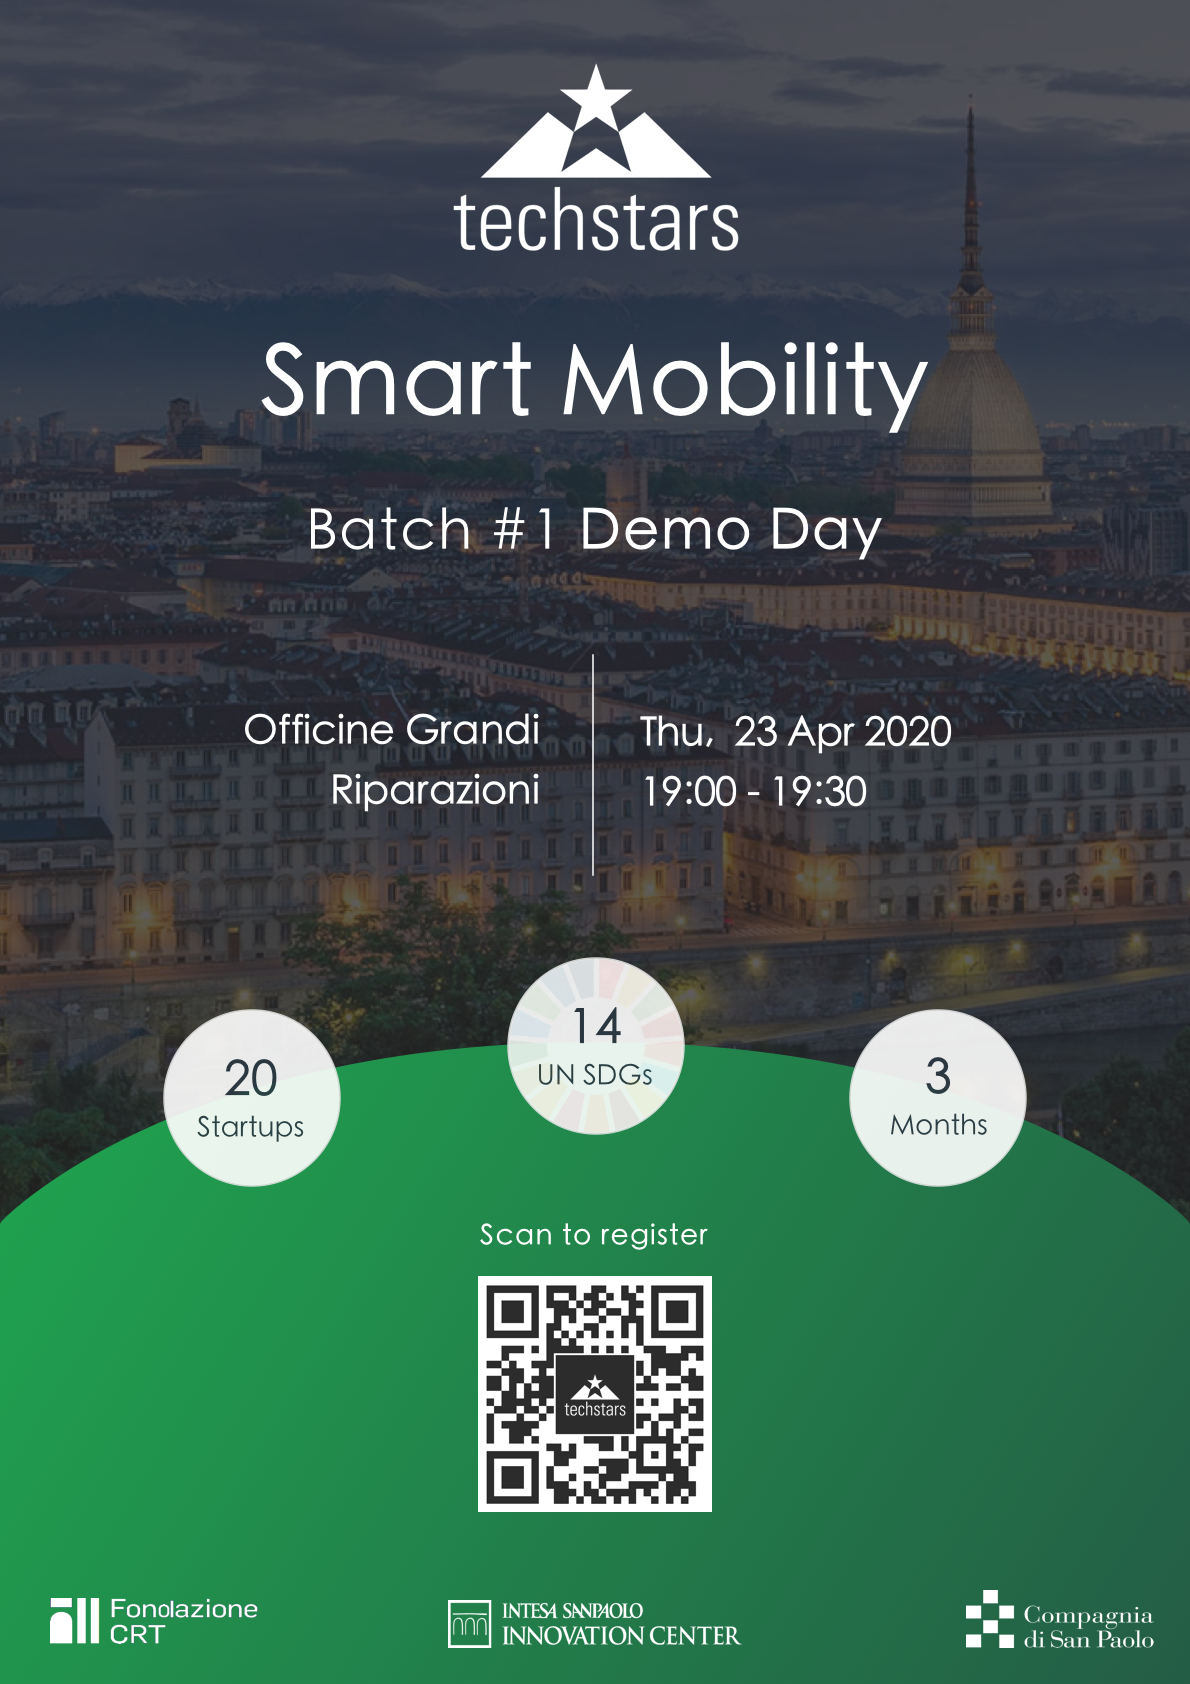 techstars
Smart Mobility
Batch #1 Demo Day
Officine Grandi
Riparazioni
Thu, 23 Apr 2020
19:00 - 19:30
20
Startups
14
UN SDGs
3
Months
Scan to register
techstars
Fondazione
CRT
INTESA SANPAOLO
INNOVATION CENTER
Compagnia
di San Paolo